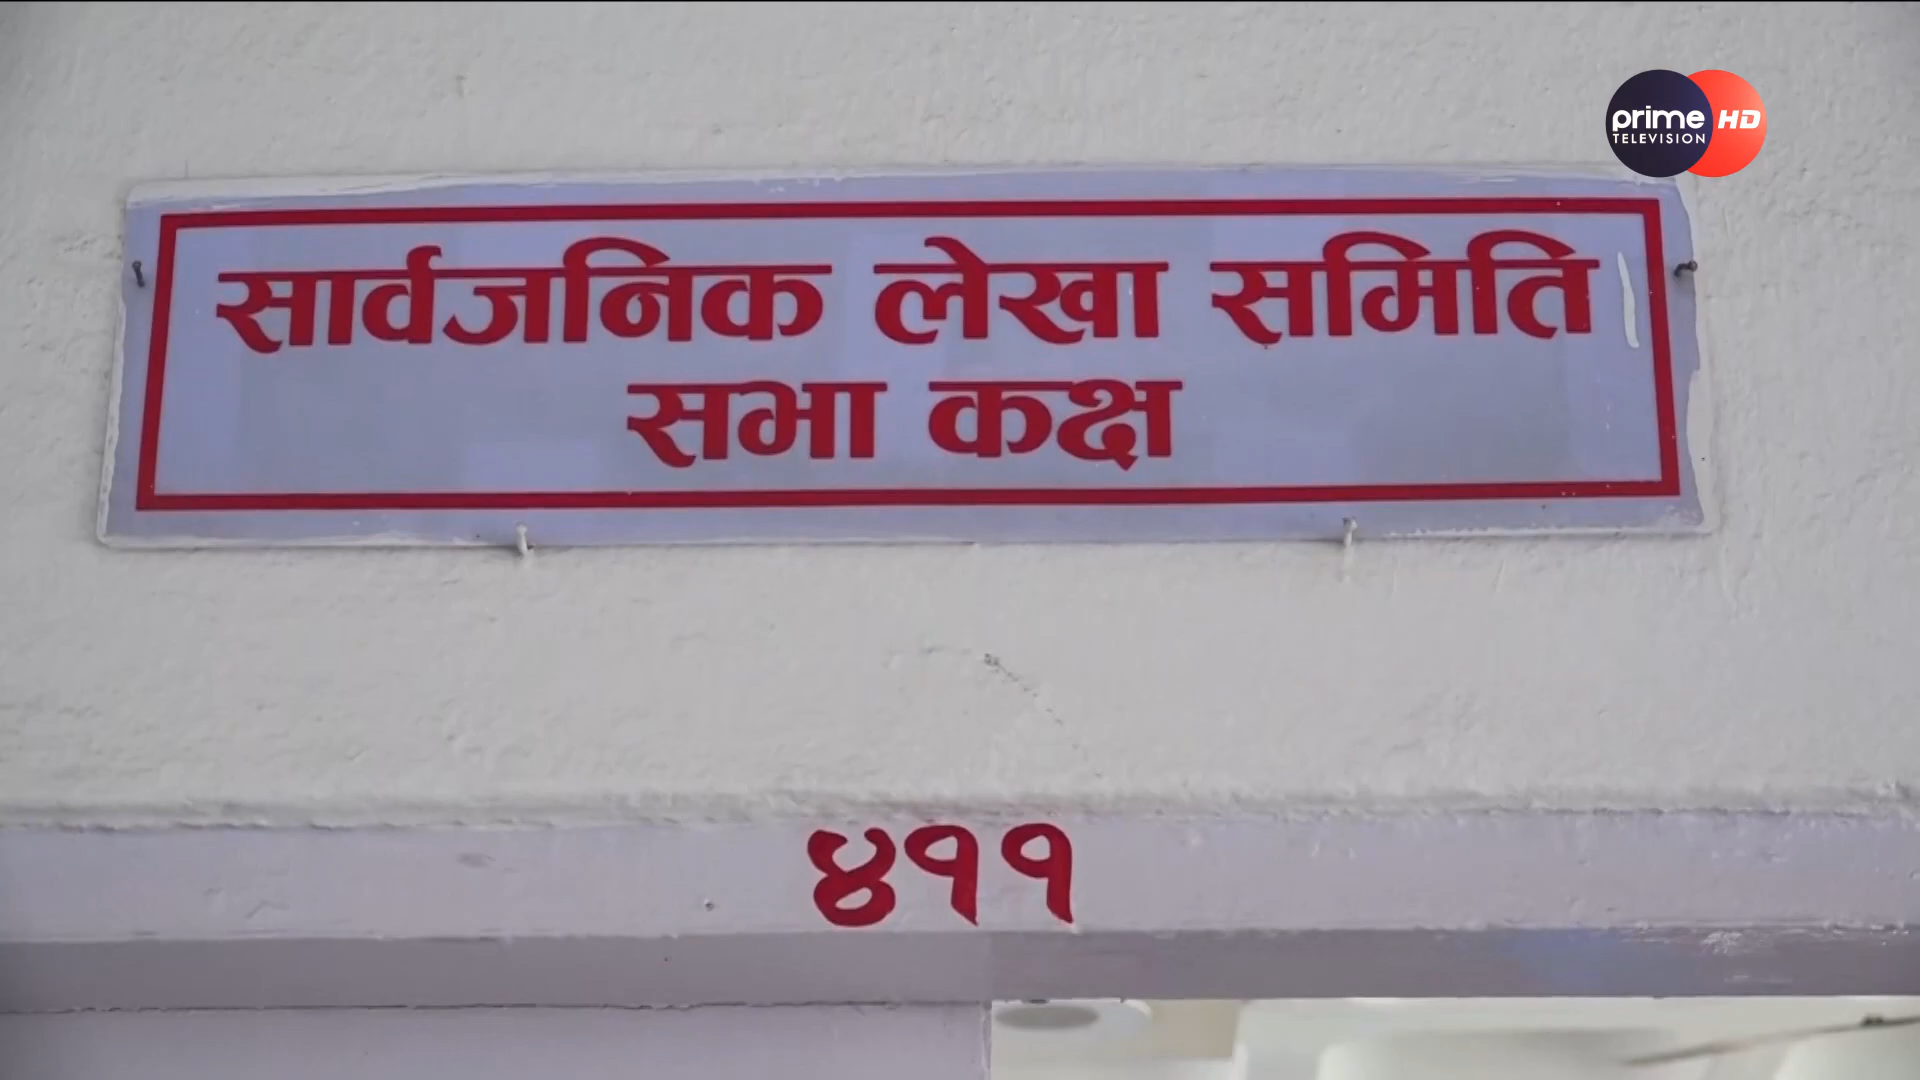 prime HD
TELEVISION
सार्वजनिक लेखा समिति
सभा कक्ष
४११